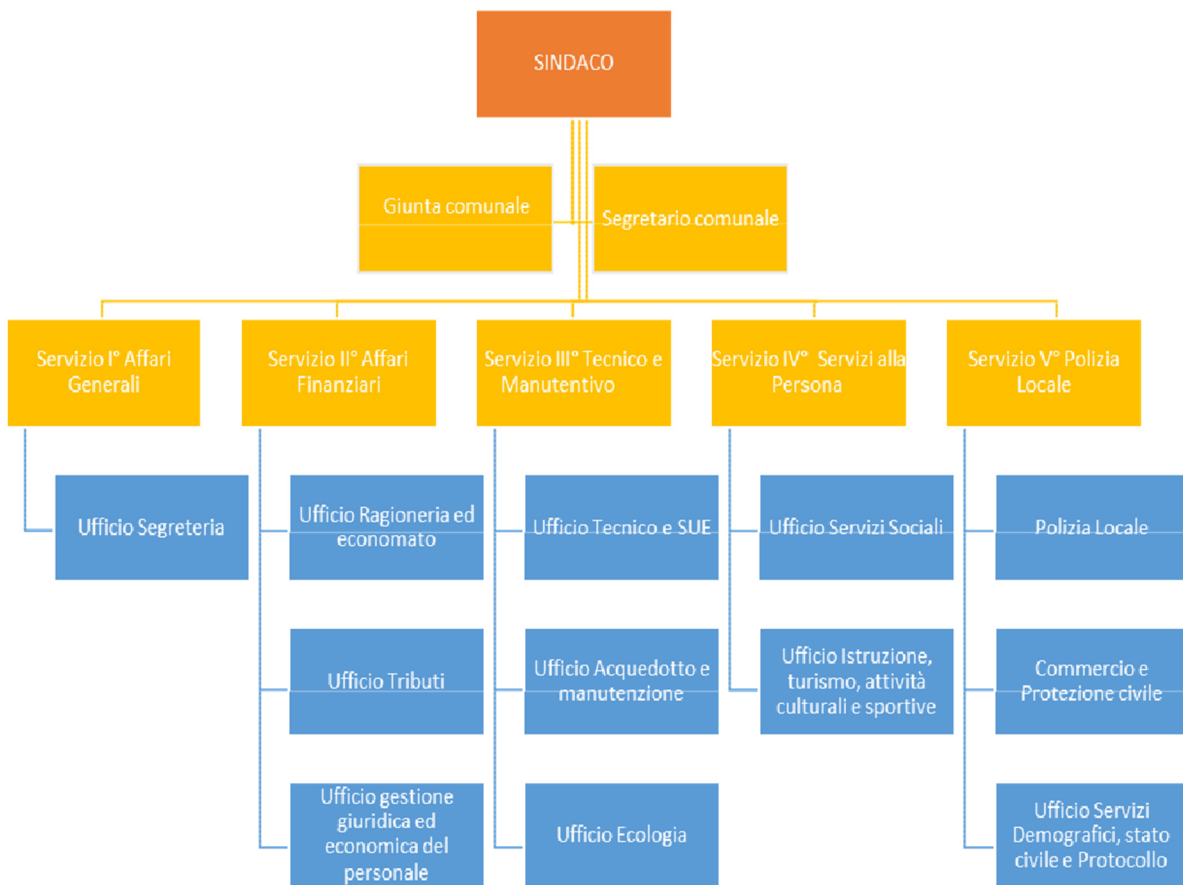 SINDACO
Giunta comunale
Segretario comunale
Servizio I° Affari
Generali
Servizio II° Affari
Finanziari
Servizio III° Tecnico e
Manutentivo
Servizio IV° Servizi alla
Persona
Servizio V° Polizia
Locale
Ufficio Segreteria
Ufficio Ragioneria ed
economato
Ufficio Tecnico e SUE
Ufficio Servizi Sociali
Polizia Locale
Ufficio Tributi
Ufficio Acquedotto e
manutenzione
Ufficio Istruzione,
turismo, attività
culturali e sportive
Commercio e
Protezione civile
Ufficio gestione
giuridica ed
economica del
personale
Ufficio Ecologia
Ufficio Servizi
Demografici, stato
civile e Protocollo